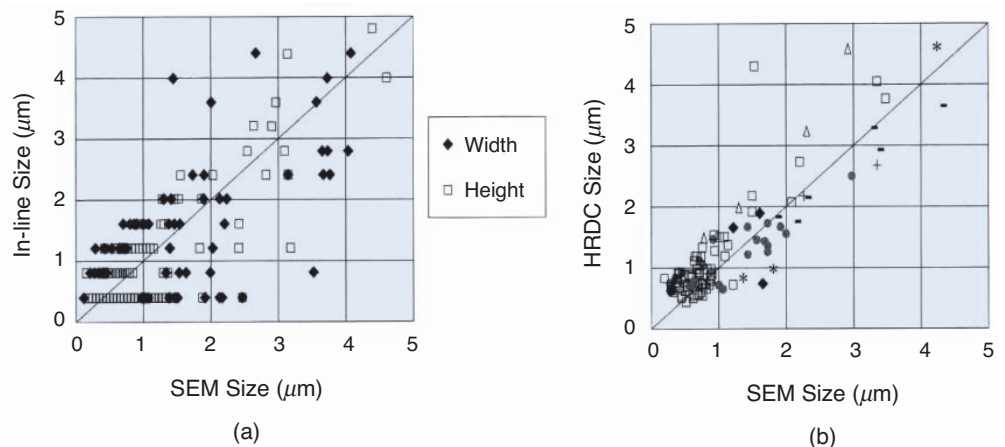 5
4
3
2
1
0
In-line Size (μm)
0 1 2 3 4 5
SEM Size (μm)
(a)
Width
Height
5
4
3
2
1
0
HRDC Size (μm)
0 1 2 3 4 5
SEM Size (μm)
(b)